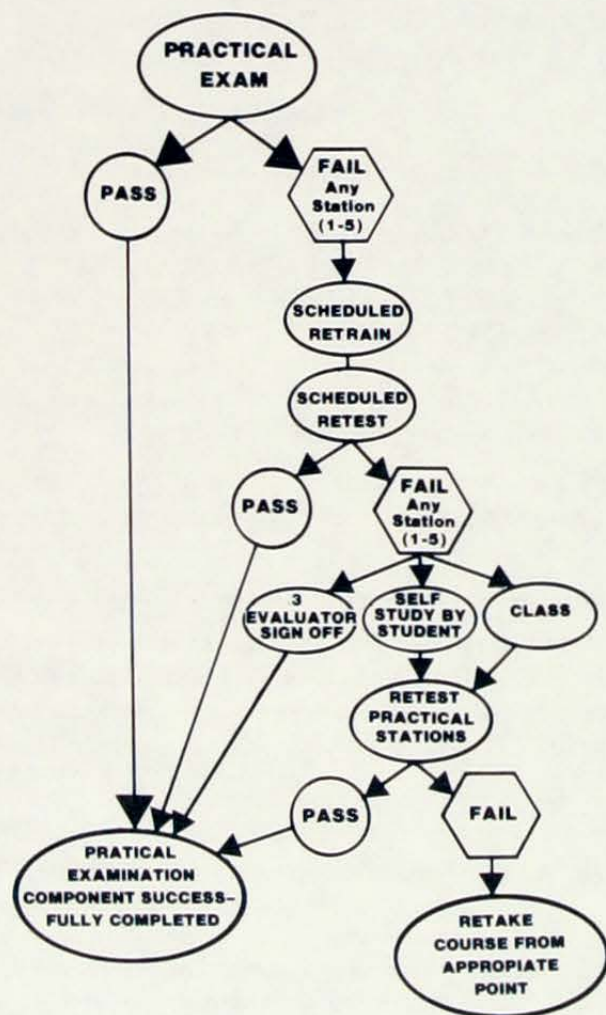 PRACTICAL
EXAM
PASS
FAIL
Any
Station
(1-5)
SCHEDULED
RETRAIN
SCHEDULED
RETEST
PASS
FAIL
Any
Station
(1-5)
3
EVALUATOR
SIGN OFF
SELF
STUDY BY
STUDENT
CLASS
RETEST
PRACTICAL
STATIONS
PASS
FAIL
PRATICAL
EXAMINATION
COMPONENT SUCCESS-
FULLY COMPLETED
RETAKE
COURSE FROM
APPROPIATE
POINT